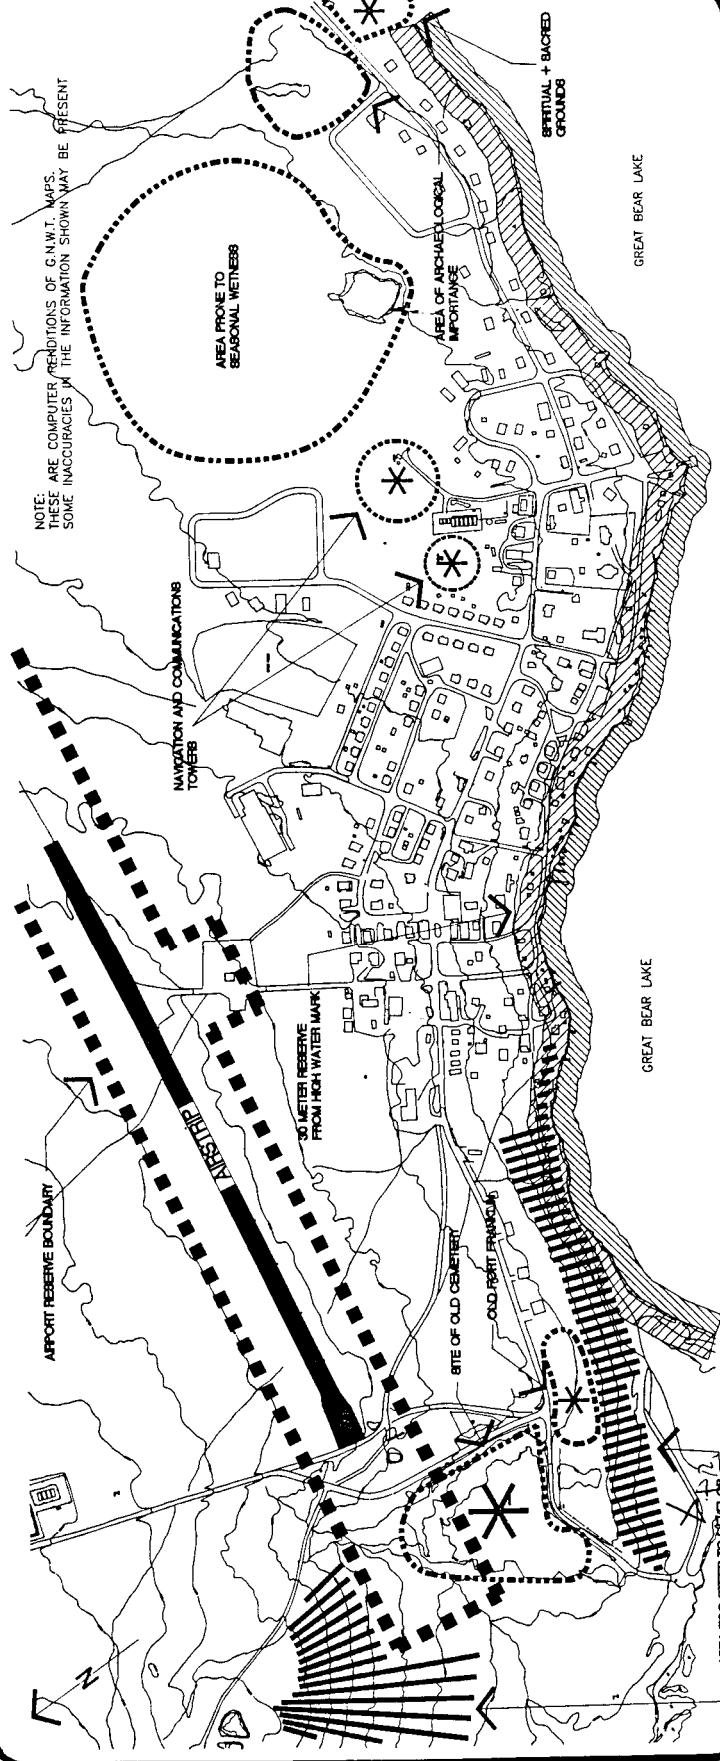 NOTE:
THESE ARE COMPUTER RENDITIONS OF G.N.W.T. MAPS.
SOME INACCURACIES IN THE INFORMATION SHOWN MAY BE PRESENT
SPIRITUAL + SACRED
GROUNDS
GREAT BEAR LAKE
AREA OF ARCHAEOLOGICAL
IMPORTANCE
AREA PRONE TO
SEASONAL WETNESS
NAVIGATION AND COMMUNICATIONS
TOWERS
30 METER RESERVE
FROM HIGH WATER MARK
GREAT BEAR LAKE
AIRSTRIP
AIRPORT RESERVE BOUNDARY
SITE OF OLD CEMETERY
OLD FORT FRANKLIN
N